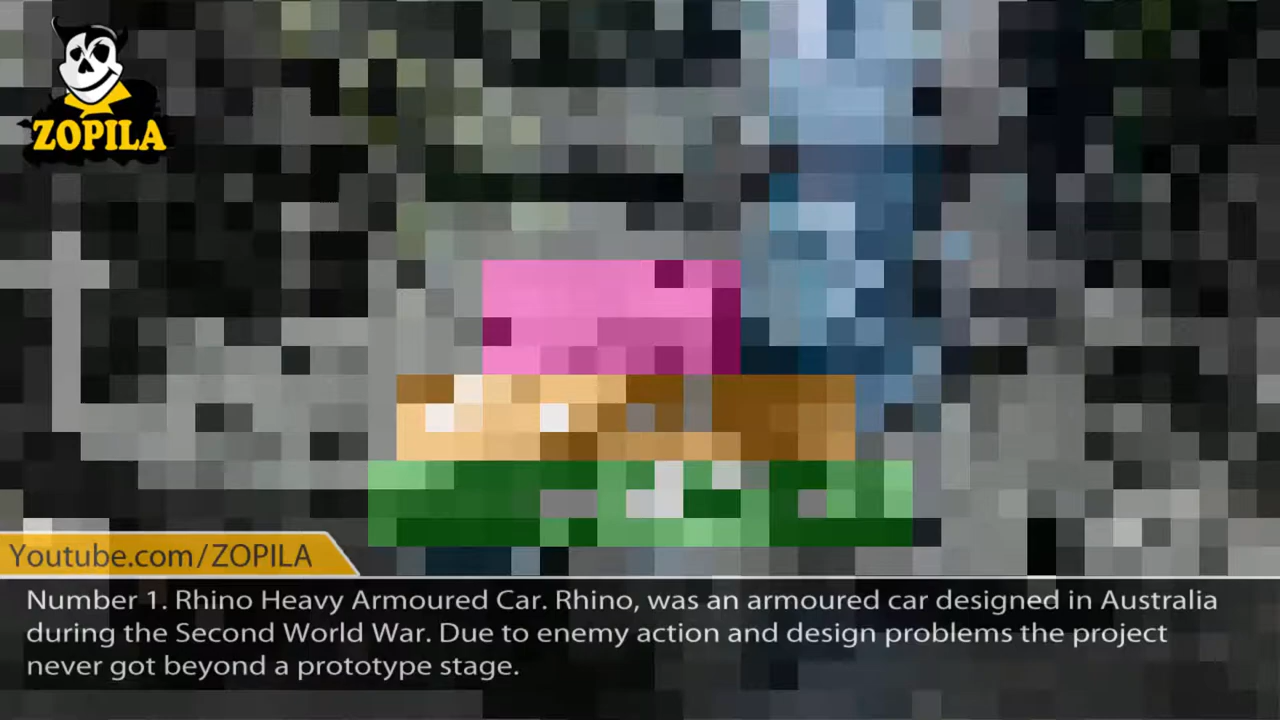 ZOPILA
Youtube.com/ZOPILA
Number 1. Rhino Heavy Armoured Car. Rhino, was an armoured car designed in Australia
during the Second World War. Due to enemy action and design problems the project
never got beyond a prototype stage.